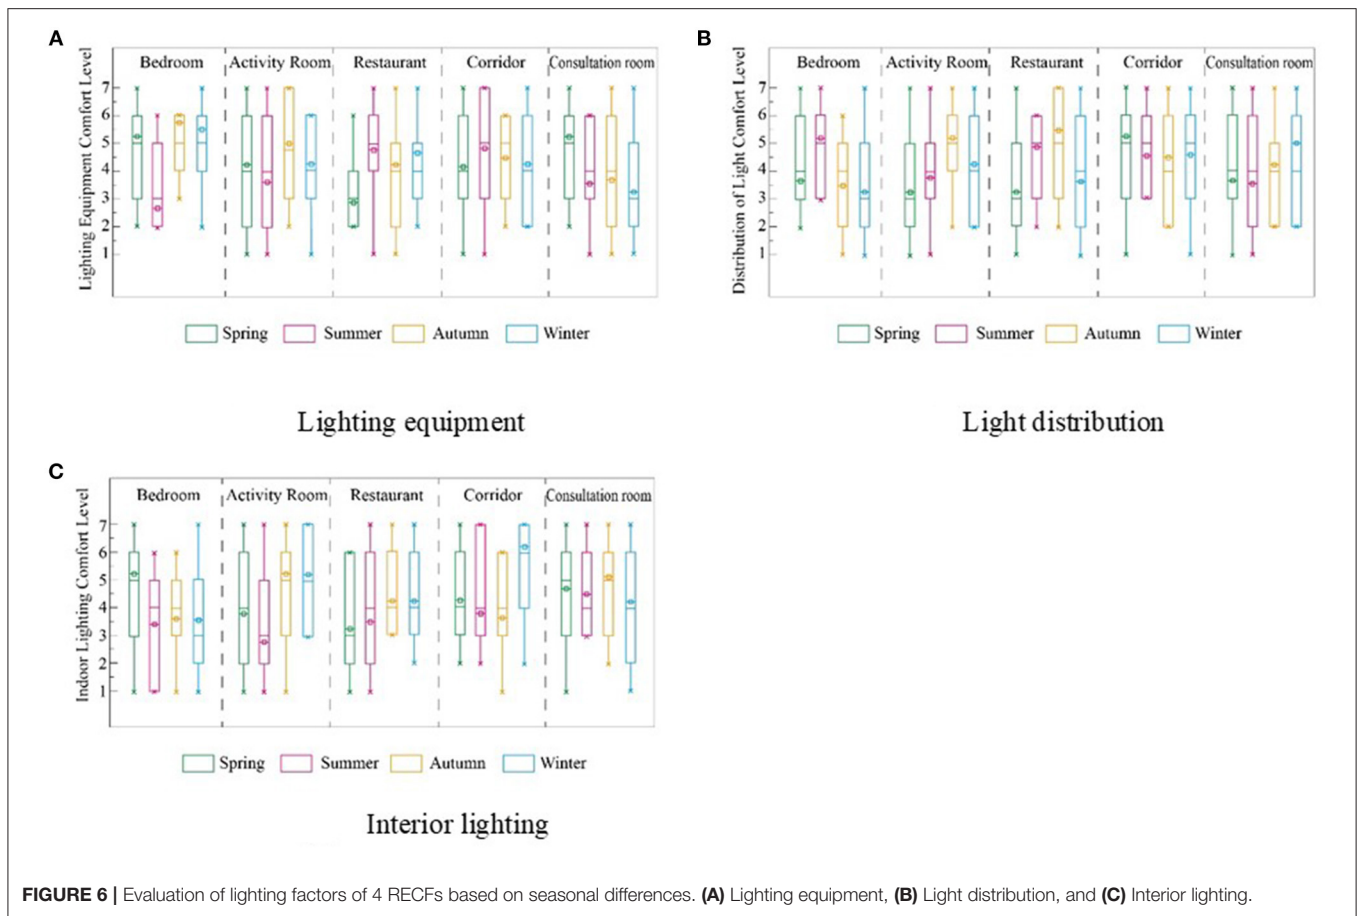 A
Lighting Equipment Comfort Level
Bedroom Activity Room Restaurant Corridor Consultation room
7
6
5
4
3
2
1
Spring Summer Autumn Winter
Lighting equipment
B
Distribution of Light Comfort Level
Bedroom Activity Room Restaurant Corridor Consultation room
7
6
5
4
3
2
1
Spring Summer Autumn Winter
Light distribution
C
Indoor Lighting Comfort Level
Bedroom Activity Room Restaurant Corridor Consultation room
7
6
5
4
3
2
1
Spring Summer Autumn Winter
Interior lighting
FIGURE 6 | Evaluation of lighting factors of 4 RECFs based on seasonal differences. (A) Lighting equipment, (B) Light distribution, and (C) Interior lighting.